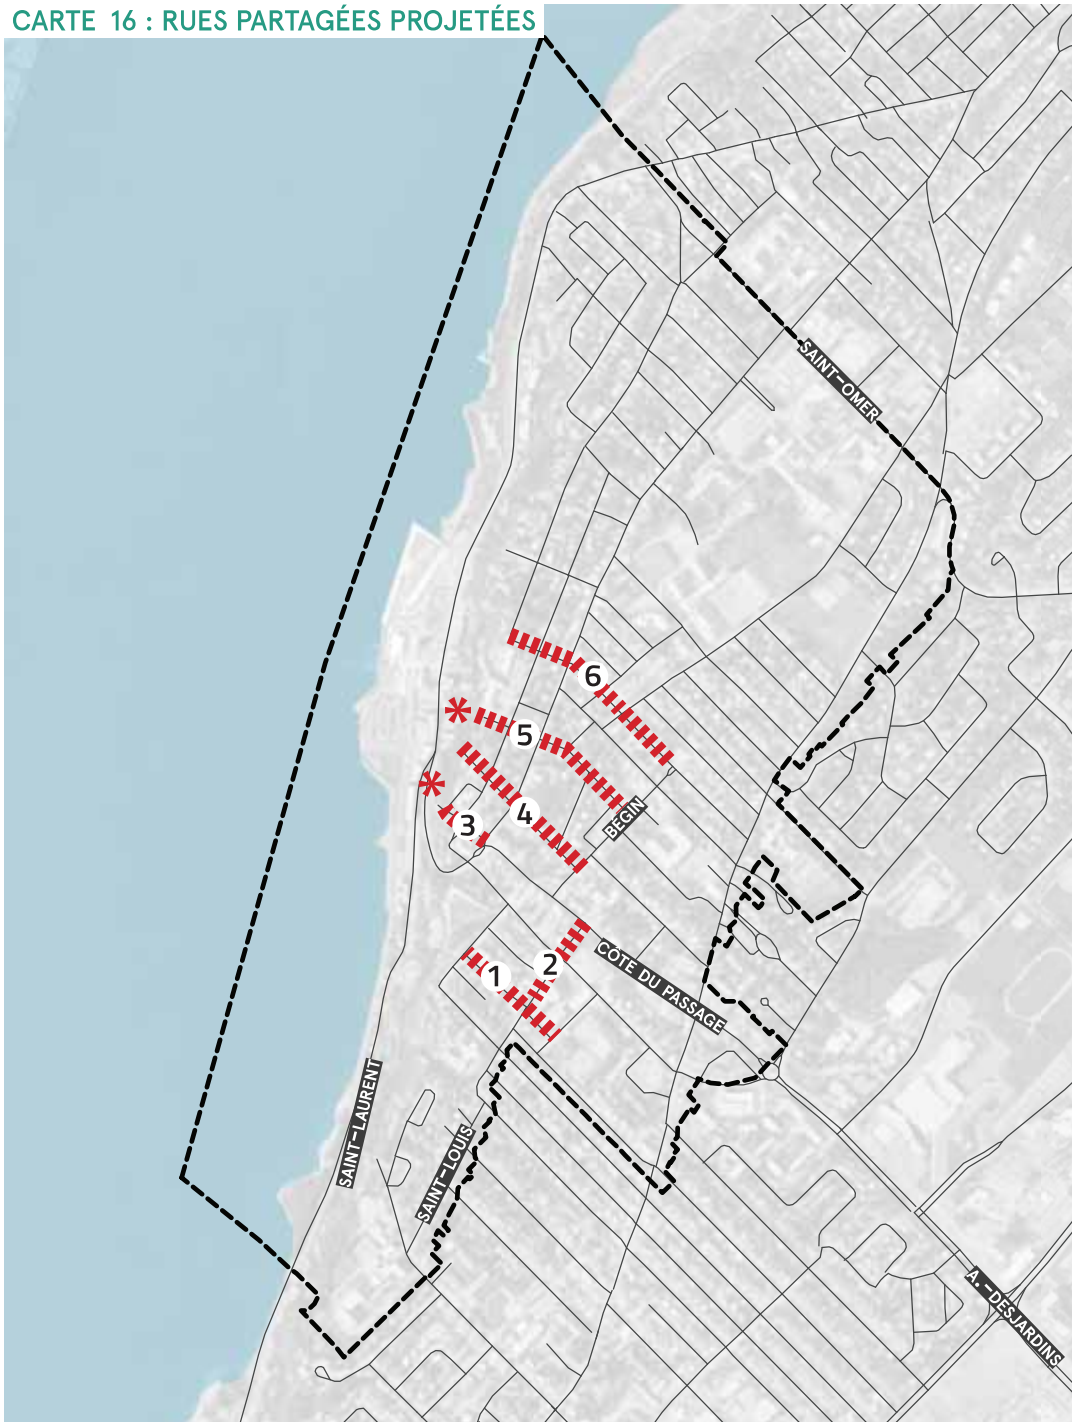 CARTE 16 : RUES PARTAGÉES PROJETÉES
SAINT-OMER
6
5
4
3
BEGIN
2
1
CÔTE DU PASSAGE
SAINT-LAURENT
SAINT-LOUIS
A.-DESJARDINS